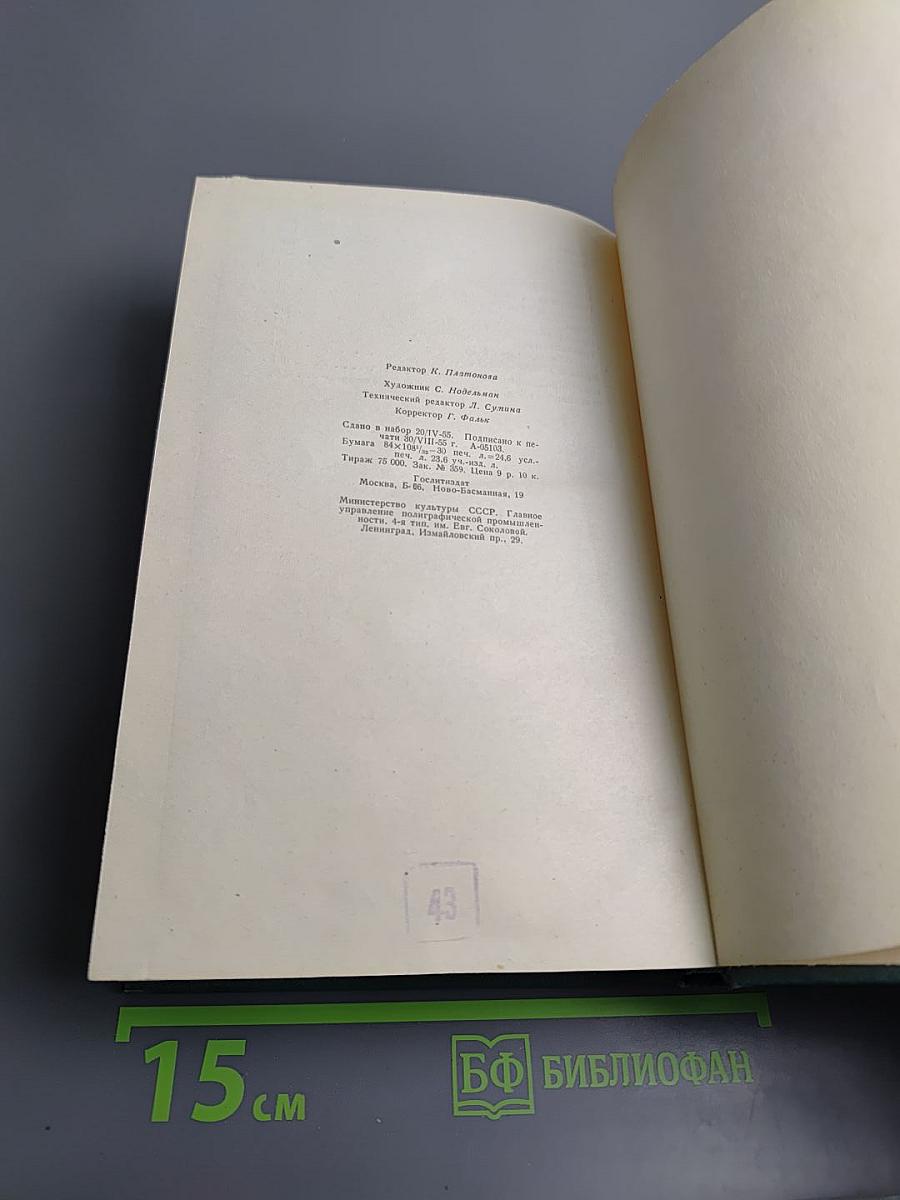 Редактор К. Платонова
Художник С. Нодельман
Технический редактор Л. Сутина
Корректор Г. Фальк
Сдано в набор 20/IV-55. Подписано к пе-
чати 30/VIII-55 г. А-05103.
Бумага 84×108¹/₃₂—30 печ. л.=24,6 усл.-
печ. л. 23,6 уч.-изд. л.
Тираж 75 000. Зак. № 359. Цена 9 р. 10 к.
Гослитиздат
Москва, Б-66, Ново-Басманная, 19
Министерство культуры СССР. Главное
управление полиграфической промышлен-
ности. 4-я тип. им. Евг. Соколовой.
Ленинград, Измайловский пр., 29.
43
15 см
БФ БИБЛИОФАН